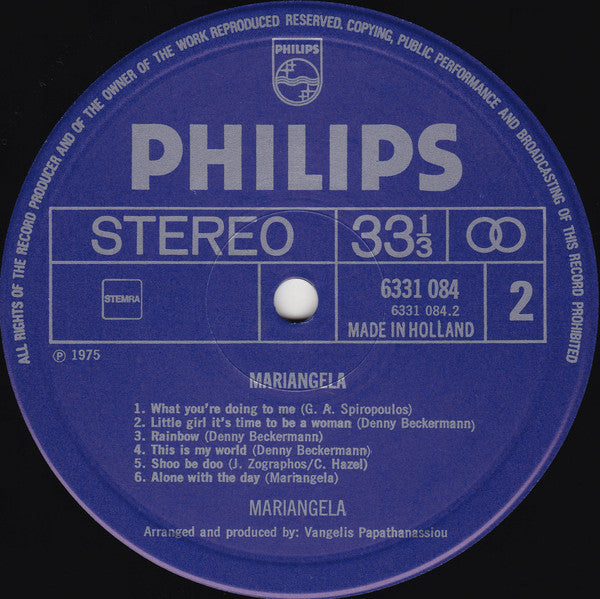 ALL RIGHTS OF THE RECORD PRODUCER AND OF THE OWNER OF THE WORK REPRODUCED RESERVED. COPYING, PUBLIC PERFORMANCE AND BROADCASTING OF THIS RECORD PROHIBITED
PHILIPS
PHILIPS
STEREO 33⅓
STEMRA
6331 084
6331 084.2
MADE IN HOLLAND
2
℗ 1975
MARIANGELA
1. What you're doing to me (G. A. Spiropoulos)
2. Little girl it's time to be a woman (Denny Beckermann)
3. Rainbow (Denny Beckermann)
4. This is my world (Denny Beckermann)
5. Shoo be doo (J. Zographos/C. Hazel)
6. Alone with the day (Mariangela)
MARIANGELA
Arranged and produced by: Vangelis Papathanassiou